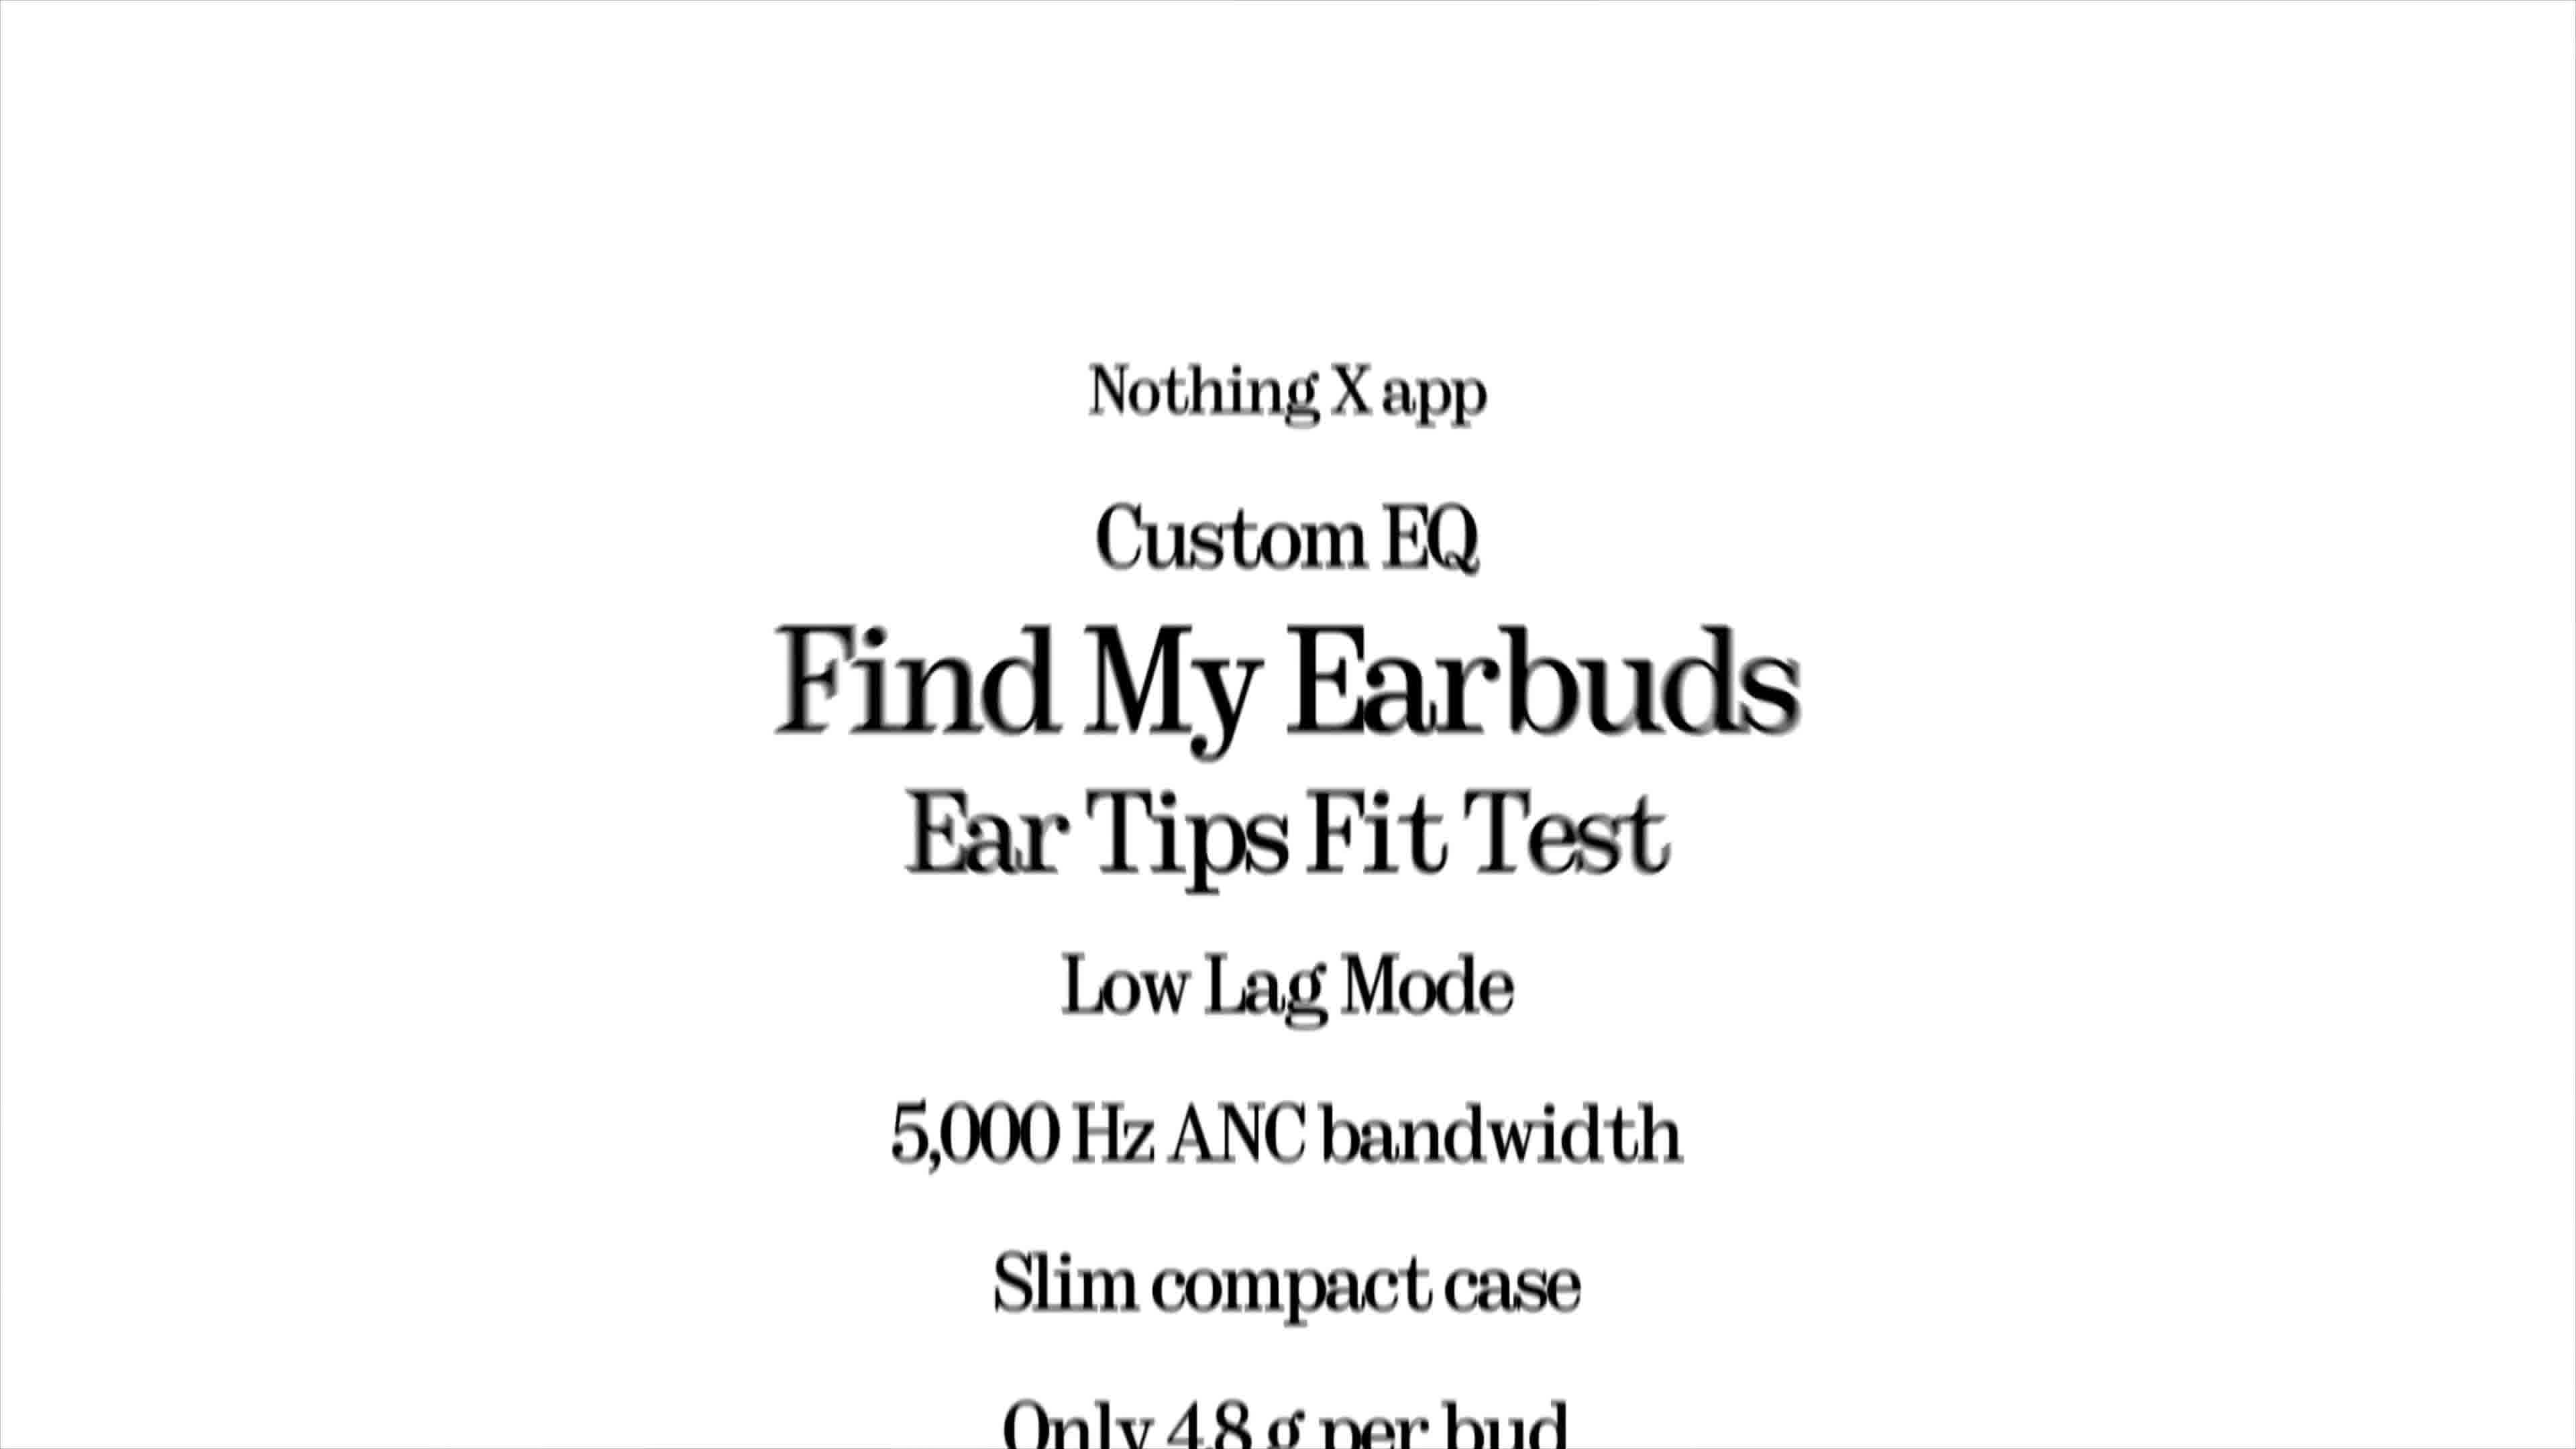 Nothing X app
Custom EQ
Find My Earbuds
Ear Tips Fit Test
Low Lag Mode
5,000 Hz ANC bandwidth
Slim compact case
Only 4.8 g per bud